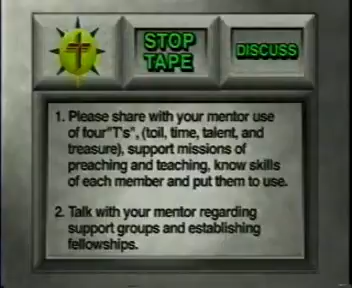 STOP
TAPE
DISCUSS
1. Please share with your mentor use
of four"T's", (toil, time, talent, and
treasure), support missions of
preaching and teaching, know skills
of each member and put them to use.
2. Talk with your mentor regarding
support groups and establishing
fellowships.